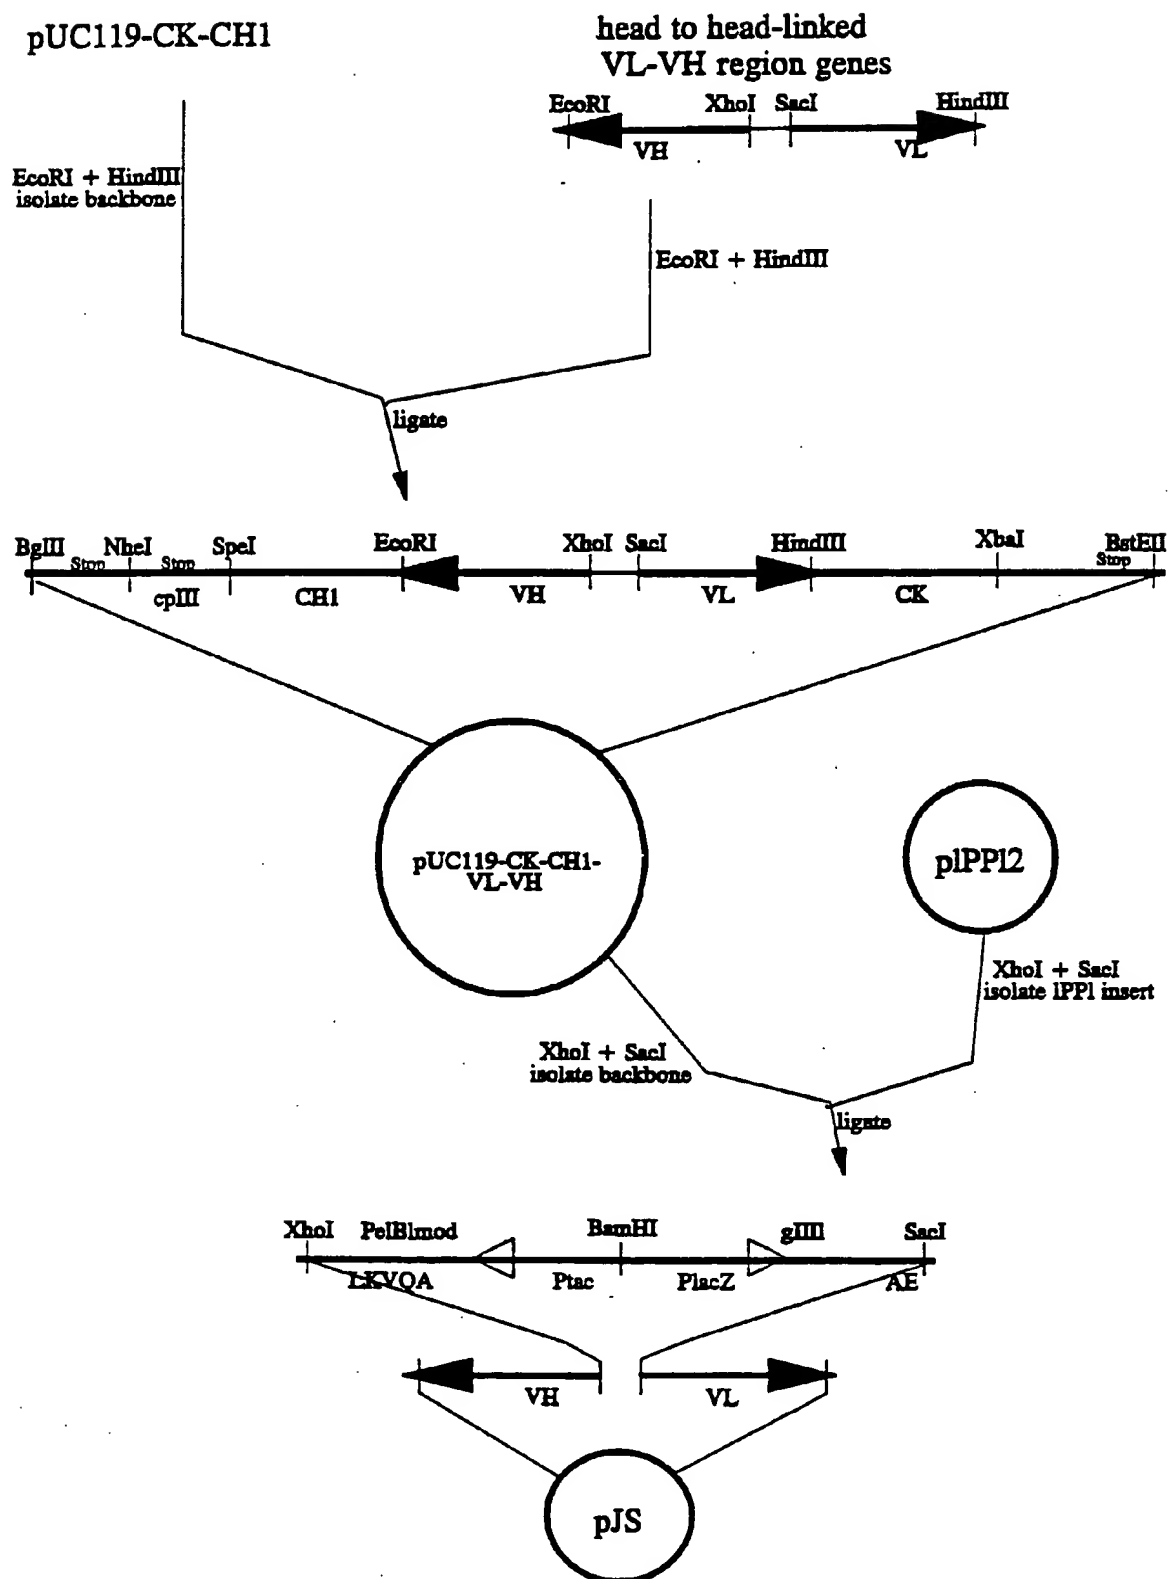 pUC119-CK-CH1
head to head-linked
VL-VH region genes
EcoRI XhoI SacI HindIII
VH VL
EcoRI + HindIII
isolate backbone
EcoRI + HindIII
ligate
BglII NheI SpeI EcoRI XhoI SacI HindIII XbaI BstEII
Stop Stop Stop
cpIII CH1 VH VL CK
pUC119-CK-CH1-
VL-VH
plPPl2
XhoI + SacI
isolate lPPl insert
XhoI + SacI
isolate backbone
ligate
XhoI PelBlmod BamHI gIIIl SacI
LKVQA Ptac PlacZ AE
VH VL
pJS